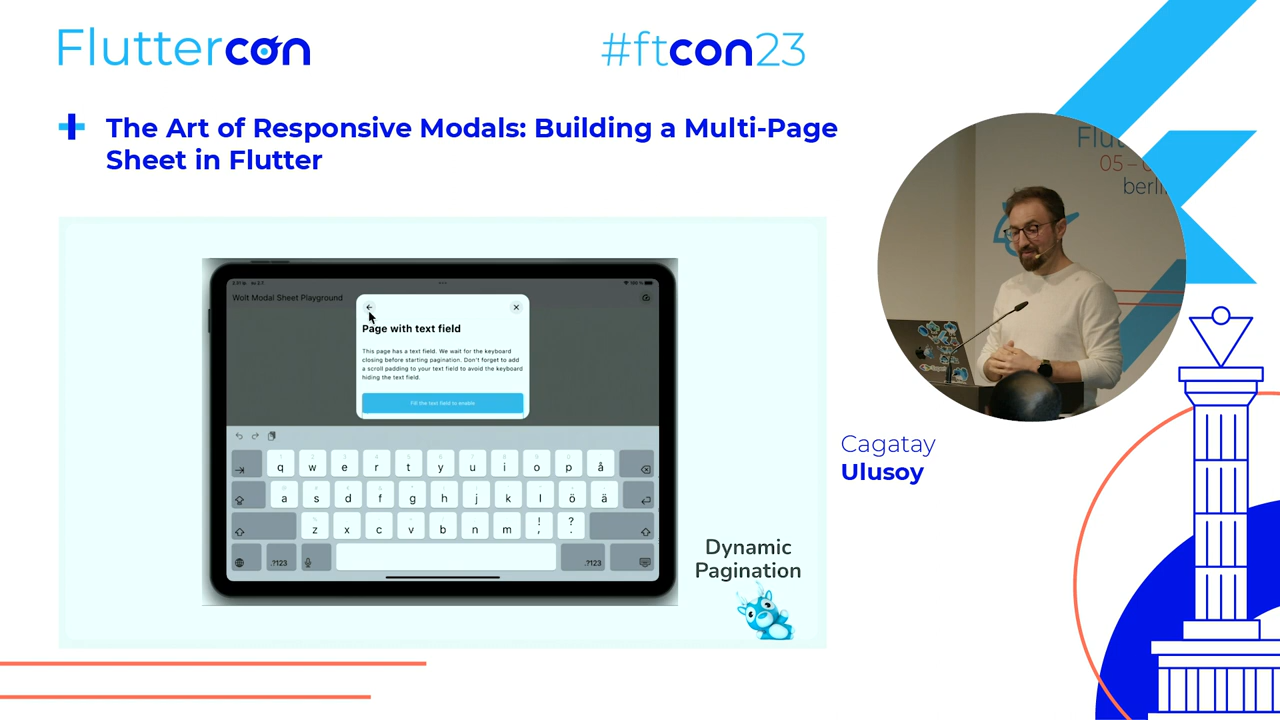 Fluttercon
#ftcon23
The Art of Responsive Modals: Building a Multi-Page
Sheet in Flutter
Flut
05 –
berli
Wolt Modal Sheet Playground
Page with text field
This page has a text field. We wait for the keyboard
closing before starting pagination. Don't forget to add
a scroll padding to your text field to avoid the keyboard
hiding the text field.
Fill the text field to enable
q w e r t y u i o p å
a s d f g h j k l ö ä
z x c v b n m ! , ? .
.?123 .?123
Dynamic
Pagination
Cagatay
Ulusoy